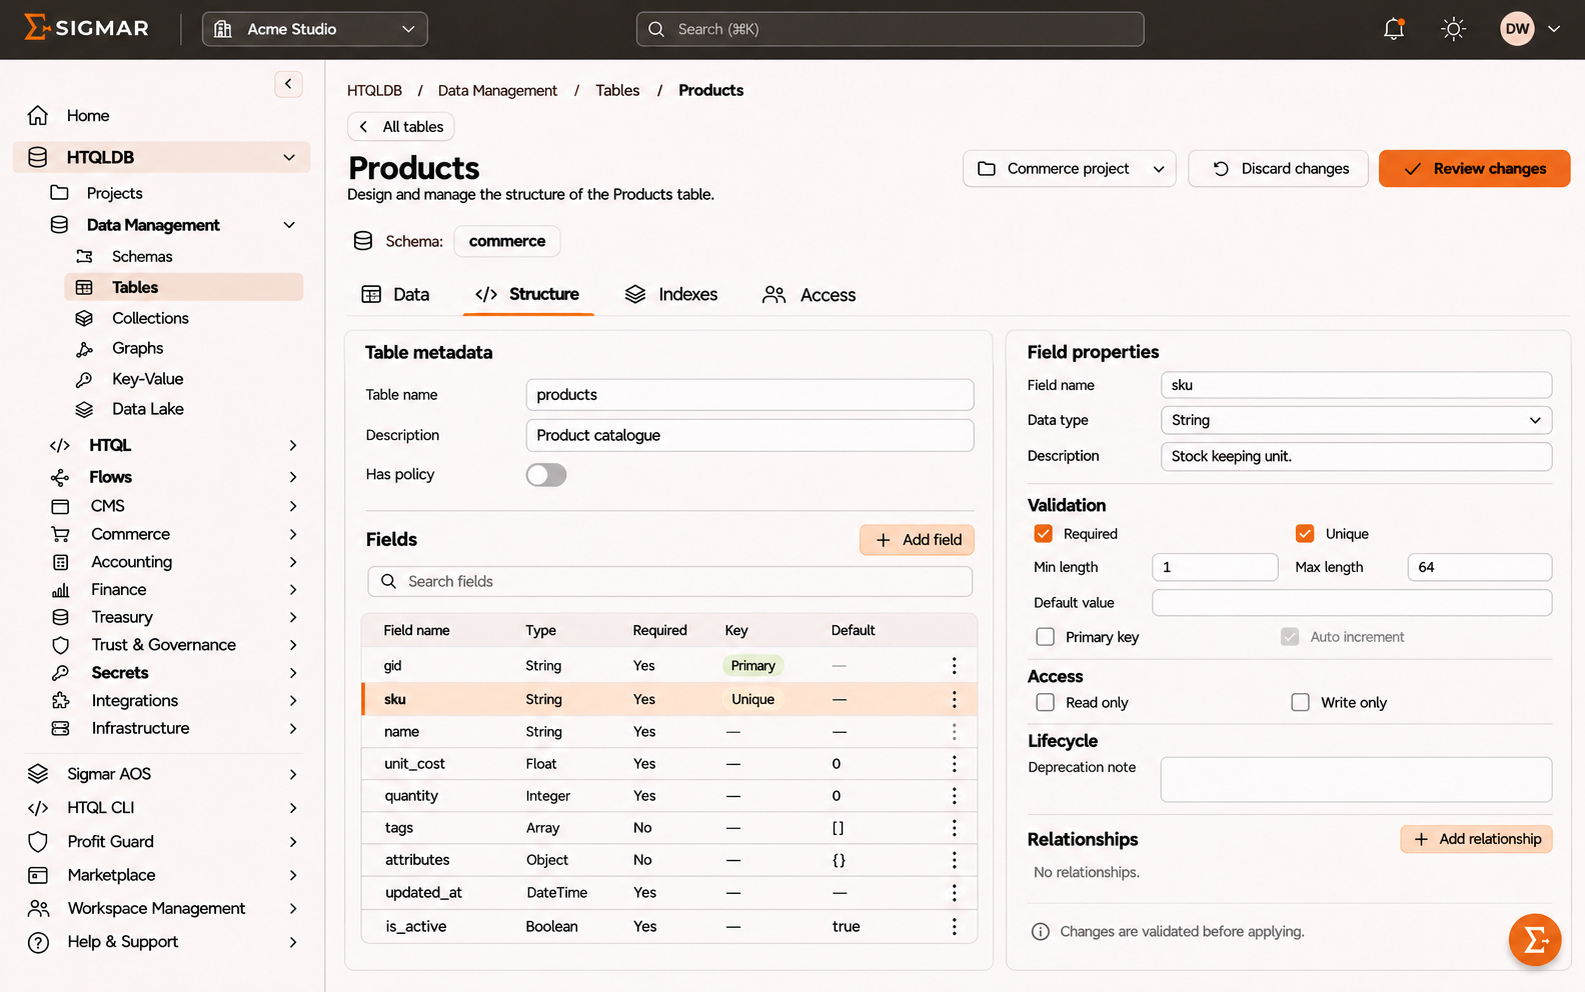 SIGMAR
Acme Studio
Search (⌘K)
DW
Home
HTQLDB
Projects
Data Management
Schemas
Tables
Collections
Graphs
Key-Value
Data Lake
HTQL
Flows
CMS
Commerce
Accounting
Finance
Treasury
Trust & Governance
Secrets
Integrations
Infrastructure
Sigmar AOS
HTQL CLI
Profit Guard
Marketplace
Workspace Management
Help & Support
HTQLDB / Data Management / Tables / Products
All tables
Products
Design and manage the structure of the Products table.
Commerce project
Discard changes
Review changes
Schema: commerce
Data Structure Indexes Access
Table metadata
Table name products
Description Product catalogue
Has policy
Fields
Add field
Search fields
Field name Type Required Key Default
gid String Yes Primary —
sku String Yes Unique —
name String Yes — —
unit_cost Float Yes — 0
quantity Integer Yes — 0
tags Array No — []
attributes Object No — {}
updated_at DateTime Yes — —
is_active Boolean Yes — true
Field properties
Field name sku
Data type String
Description Stock keeping unit.
Validation
Required Unique
Min length 1 Max length 64
Default value
Primary key Auto increment
Access
Read only Write only
Lifecycle
Deprecation note
Relationships
Add relationship
No relationships.
Changes are validated before applying.